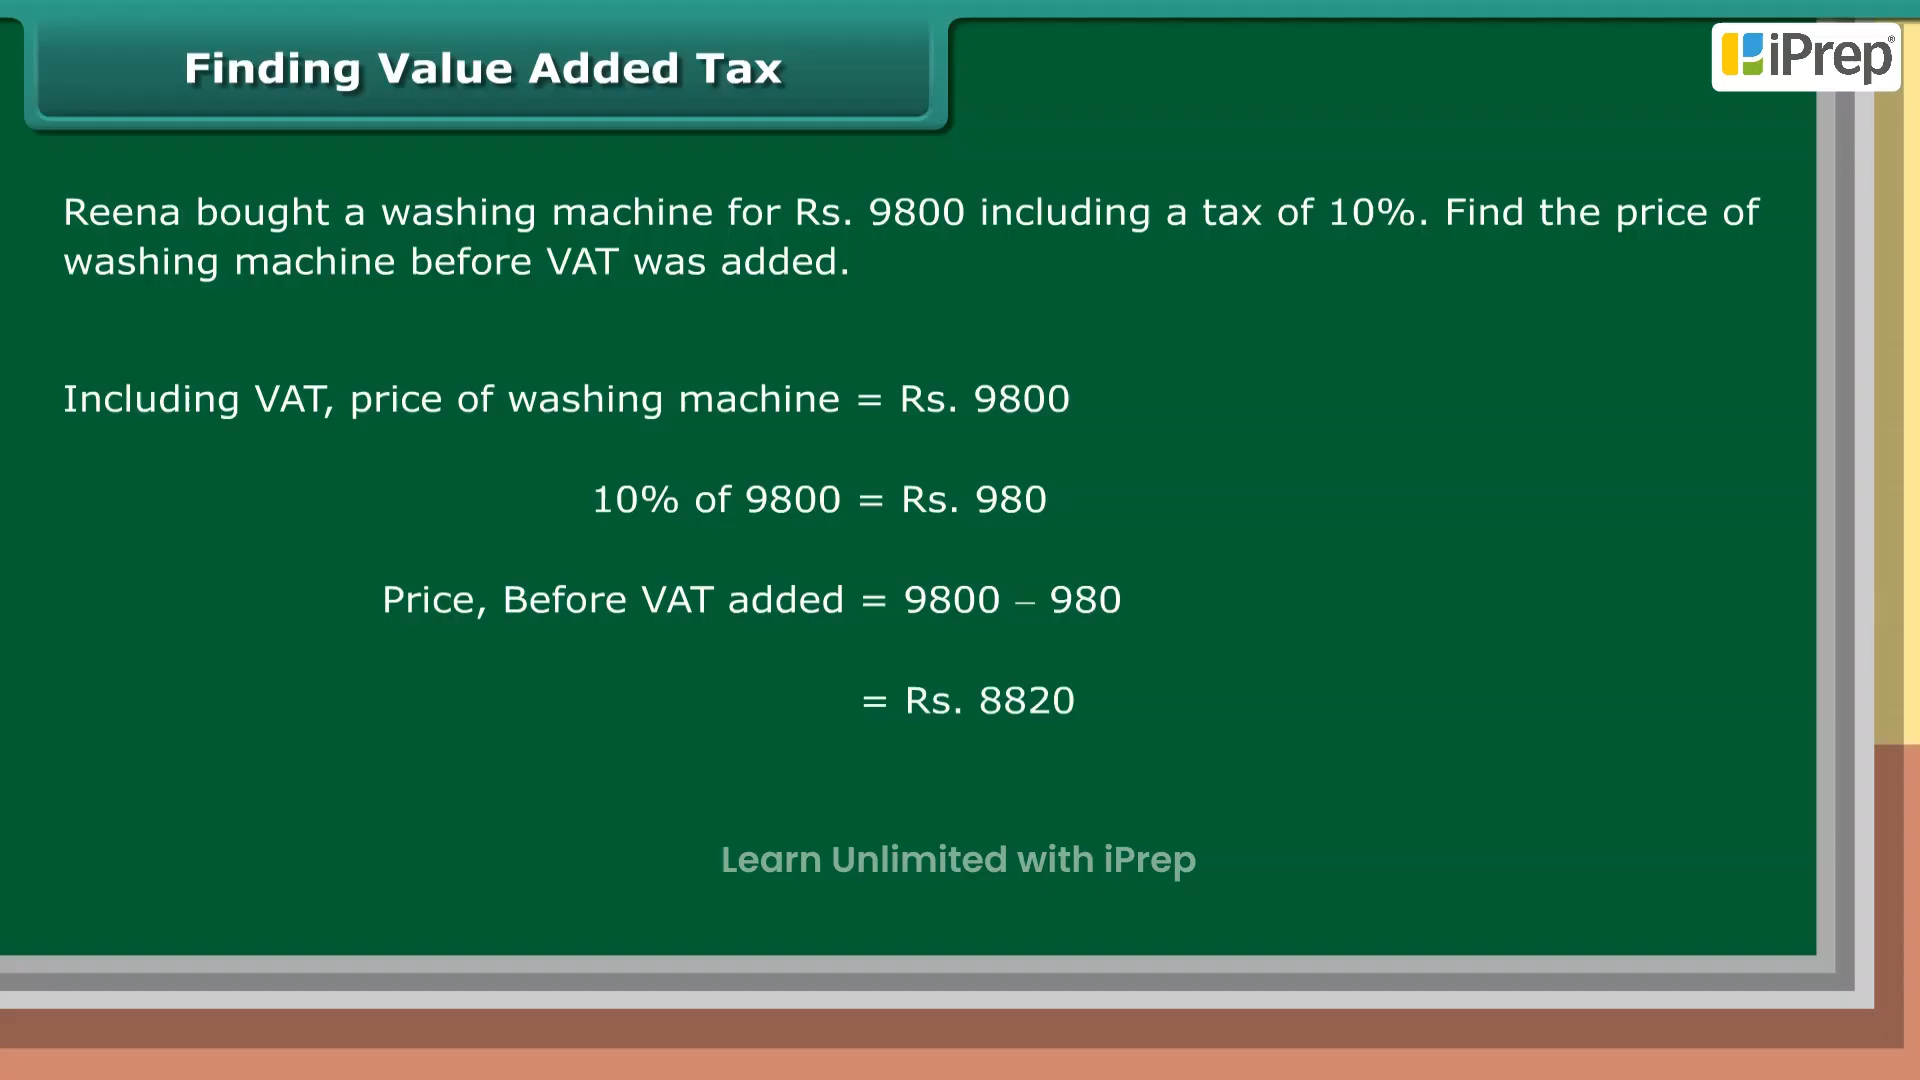 Finding Value Added Tax
iPrep®
Reena bought a washing machine for Rs. 9800 including a tax of 10%. Find the price of
washing machine before VAT was added.
Including VAT, price of washing machine = Rs. 9800
10% of 9800 = Rs. 980
Price, Before VAT added = 9800 – 980
= Rs. 8820
Learn Unlimited with iPrep